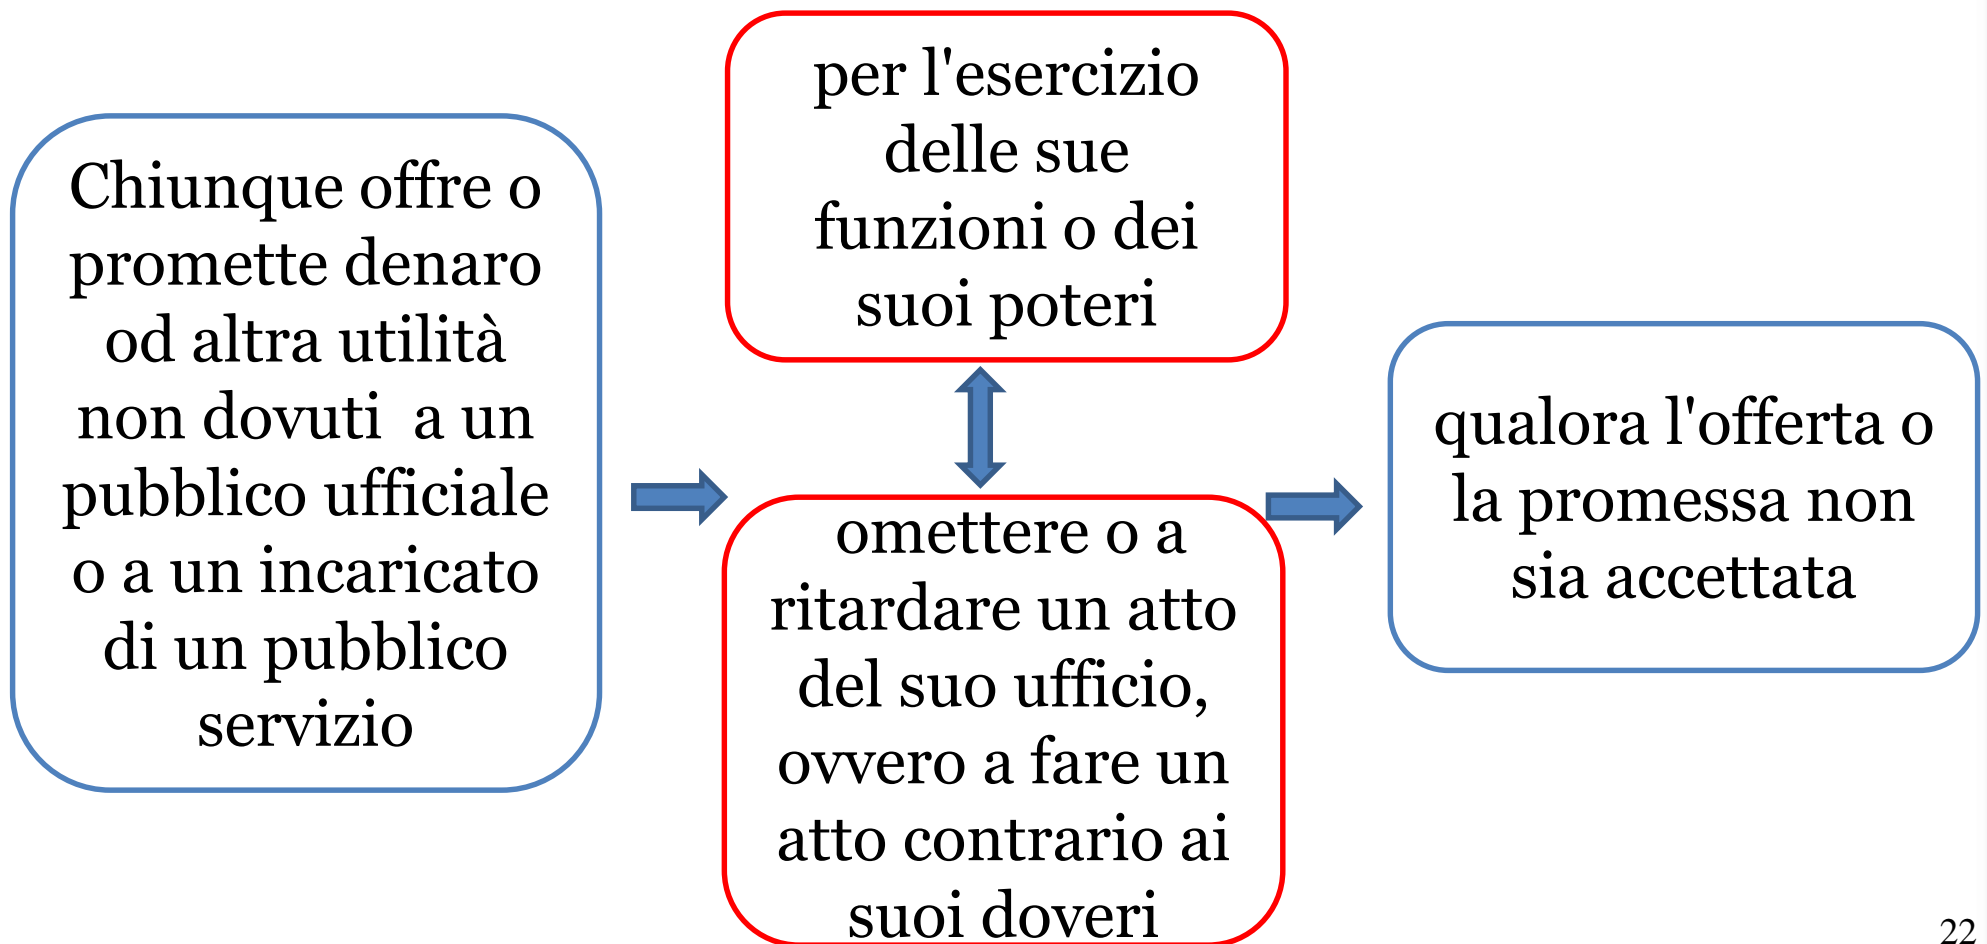 Chiunque offre o
promette denaro
od altra utilità
non dovuti  a un
pubblico ufficiale
o a un incaricato
di un pubblico
servizio
per l'esercizio
delle sue
funzioni o dei
suoi poteri
omettere o a
ritardare un atto
del suo ufficio,
ovvero a fare un
atto contrario ai
suoi doveri
qualora l'offerta o
la promessa non
sia accettata
22